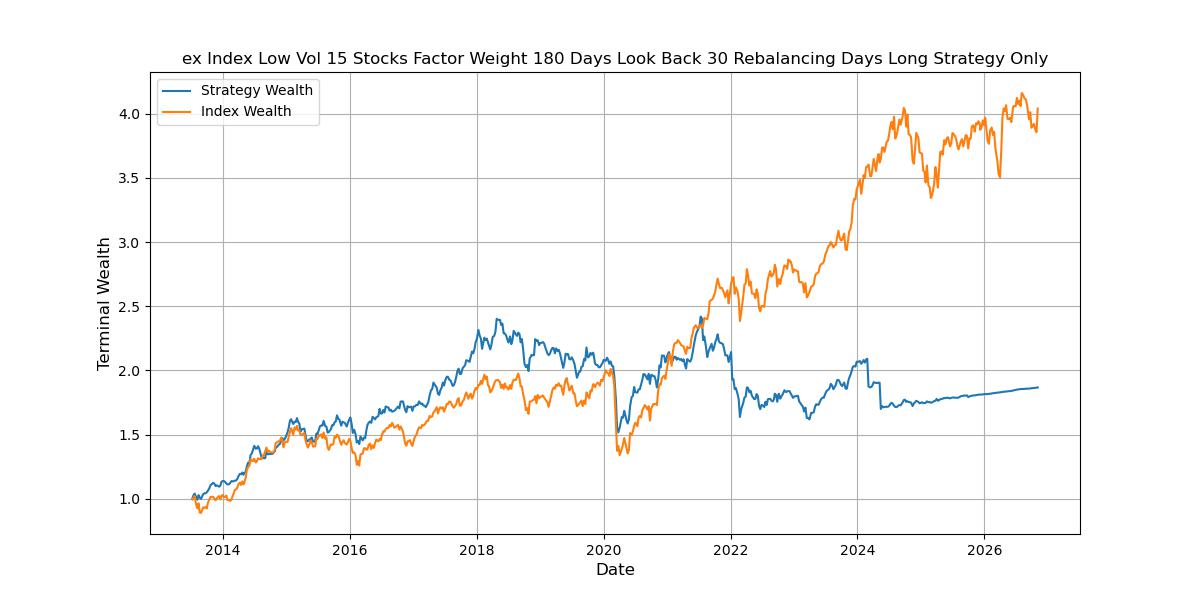 ex Index Low Vol 15 Stocks Factor Weight 180 Days Look Back 30 Rebalancing Days Long Strategy Only
Strategy Wealth
Index Wealth
Terminal Wealth
4.0
3.5
3.0
2.5
2.0
1.5
1.0
2014 2016 2018 2020 2022 2024 2026
Date